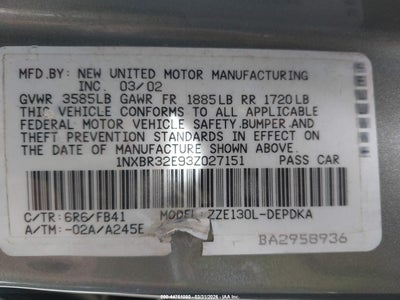 MFD.BY: NEW UNITED MOTOR MANUFACTURING
INC. 03/02
GVWR 3585LB GAWR FR 1885LB RR 1720LB
THIS VEHICLE CONFORMS TO ALL APPLICABLE
FEDERAL MOTOR VEHICLE SAFETY, BUMPER, AND
THEFT PREVENTION STANDARDS IN EFFECT ON
THE DATE OF MANUFACTURE SHOWN ABOVE.
1NXBR32E93Z027151 PASS CAR
C/TR: 6R6/FB41 MODEL: ZZE130L-DEPDKA
A/TM: -02A/A245E
BA2958936